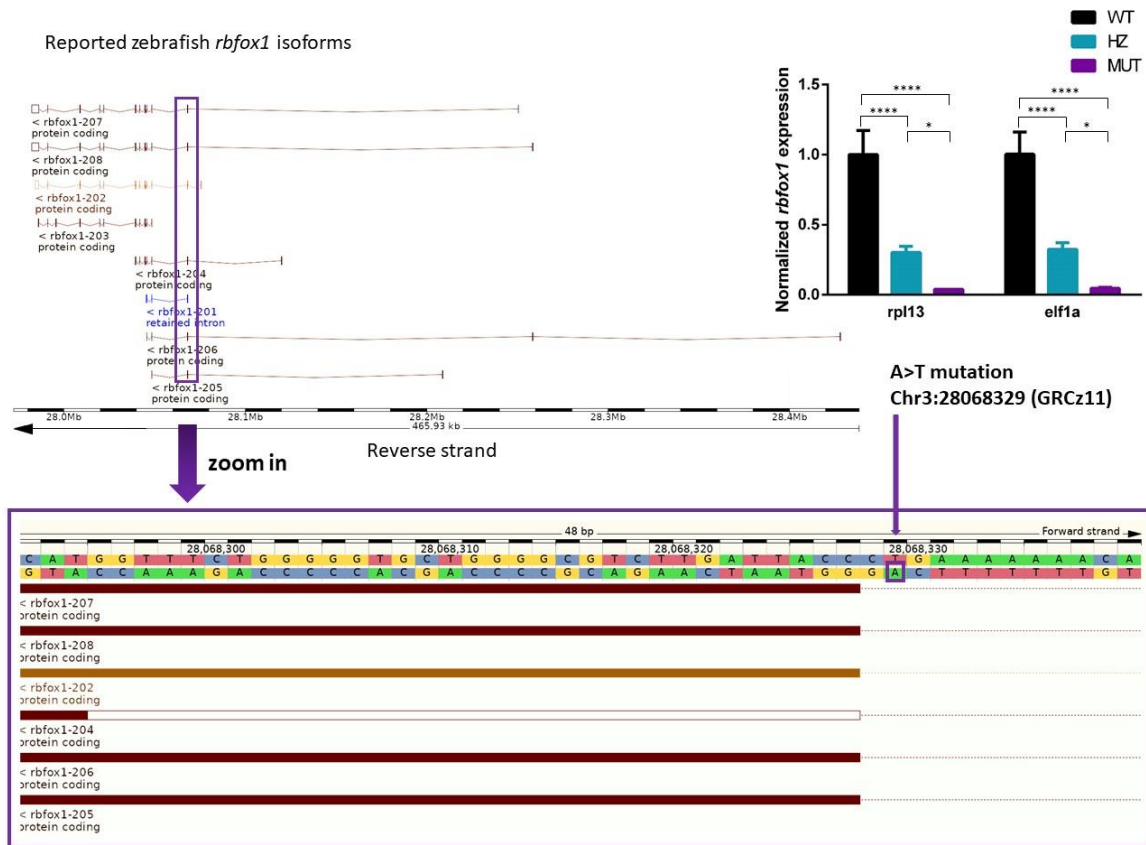 Reported zebrafish rbfox1 isoforms
< rbfox1-207
protein coding
< rbfox1-208
protein coding
< rbfox1-202
protein coding
< rbfox1-203
protein coding
< rbfox1-204
protein coding
< rbfox1-201
retained intron
< rbfox1-206
protein coding
< rbfox1-205
protein coding
28.0Mb 28.1Mb 28.2Mb 28.3Mb 28.4Mb
465.93 kb
Reverse strand
zoom in
WT
HZ
MUT
Normalized rbfox1 expression
1.5
1.0
0.5
0.0
**** **** *
**** **** *
rpl13 elf1a
A>T mutation
Chr3:28068329 (GRCz11)
48 bp Forward strand
28,068,300 28,068,310 28,068,320 28,068,330
C A T G G T T T C T G G G G G T G C T G G G G C G T C T T G A T T A C C C T G A A A A A A A C A
G T A C C A A A G A C C C C C A C G A C C C C G C A G A A C T A A T G G G A C T T T T T T T G T
< rbfox1-207
protein coding
< rbfox1-208
protein coding
< rbfox1-202
protein coding
< rbfox1-204
protein coding
< rbfox1-206
protein coding
< rbfox1-205
protein coding